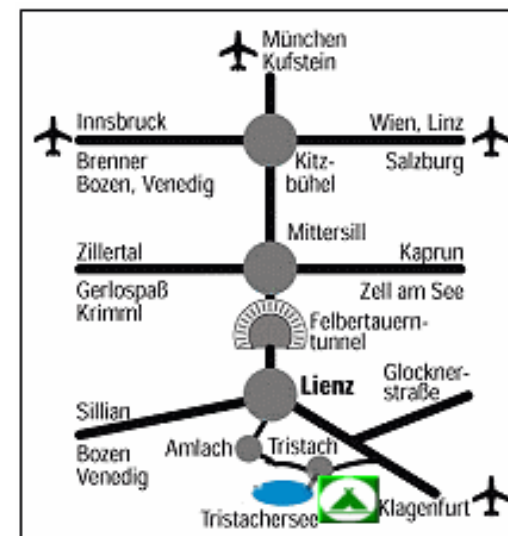 München
Kufstein
Innsbruck
Wien, Linz
Brenner
Bozen, Venedig
Kitz-
bühel
Salzburg
Mittersill
Zillertal
Kaprun
Gerlospaß
Krimml
Zell am See
Felbertauern-
tunnel
Glockner-
straße
Lienz
Sillian
Amlach
Tristach
Bozen
Venedig
Tristachersee
Klagenfurt